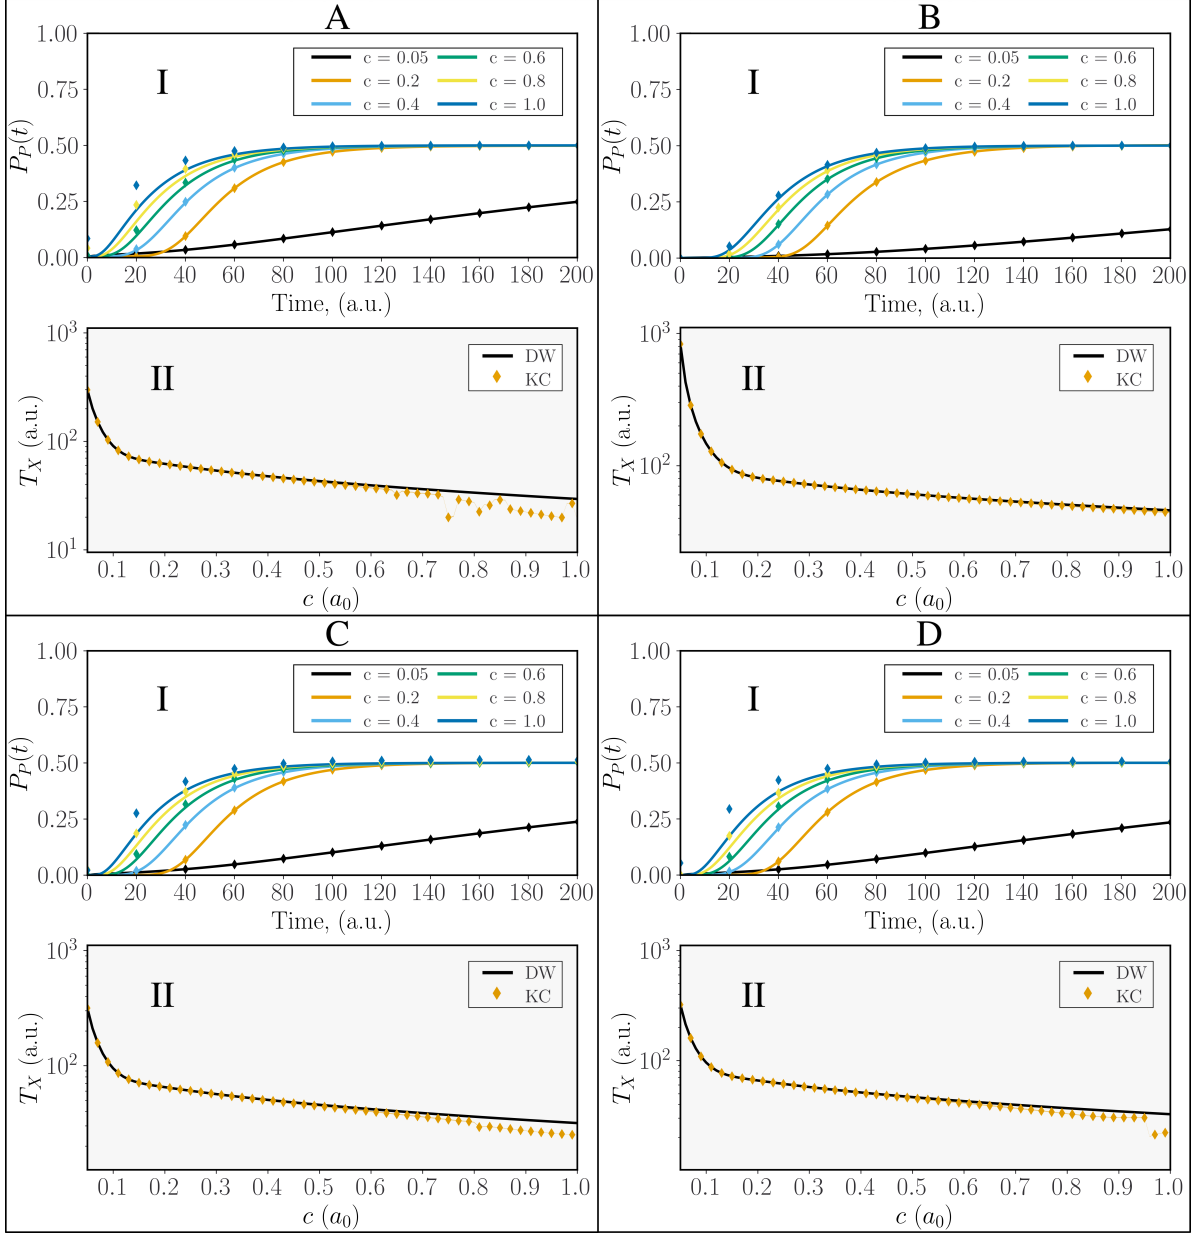 A
I
c = 0.05
c = 0.2
c = 0.4
c = 0.6
c = 0.8
c = 1.0
P_P(t)
1.00
0.75
0.50
0.25
0.00
0 20 40 60 80 100 120 140 160 180 200
Time, (a.u.)
II
DW
KC
T_X (a.u.)
10^3
10^2
10^1
0.1 0.2 0.3 0.4 0.5 0.6 0.7 0.8 0.9 1.0
c (a_0)
B
I
c = 0.05
c = 0.2
c = 0.4
c = 0.6
c = 0.8
c = 1.0
P_P(t)
1.00
0.75
0.50
0.25
0.00
0 20 40 60 80 100 120 140 160 180 200
Time, (a.u.)
II
DW
KC
T_X (a.u.)
10^3
10^2
0.1 0.2 0.3 0.4 0.5 0.6 0.7 0.8 0.9 1.0
c (a_0)
C
I
c = 0.05
c = 0.2
c = 0.4
c = 0.6
c = 0.8
c = 1.0
P_P(t)
1.00
0.75
0.50
0.25
0.00
0 20 40 60 80 100 120 140 160 180 200
Time, (a.u.)
II
DW
KC
T_X (a.u.)
10^3
10^2
0.1 0.2 0.3 0.4 0.5 0.6 0.7 0.8 0.9 1.0
c (a_0)
D
I
c = 0.05
c = 0.2
c = 0.4
c = 0.6
c = 0.8
c = 1.0
P_P(t)
1.00
0.75
0.50
0.25
0.00
0 20 40 60 80 100 120 140 160 180 200
Time, (a.u.)
II
DW
KC
T_X (a.u.)
10^3
10^2
0.1 0.2 0.3 0.4 0.5 0.6 0.7 0.8 0.9 1.0
c (a_0)